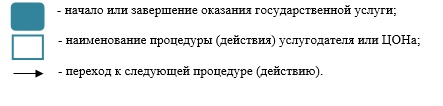 - начало или завершение оказания государственной услуги;
- наименование процедуры (действия) услугодателя или ЦОНа;
- переход к следующей процедуре (действию).